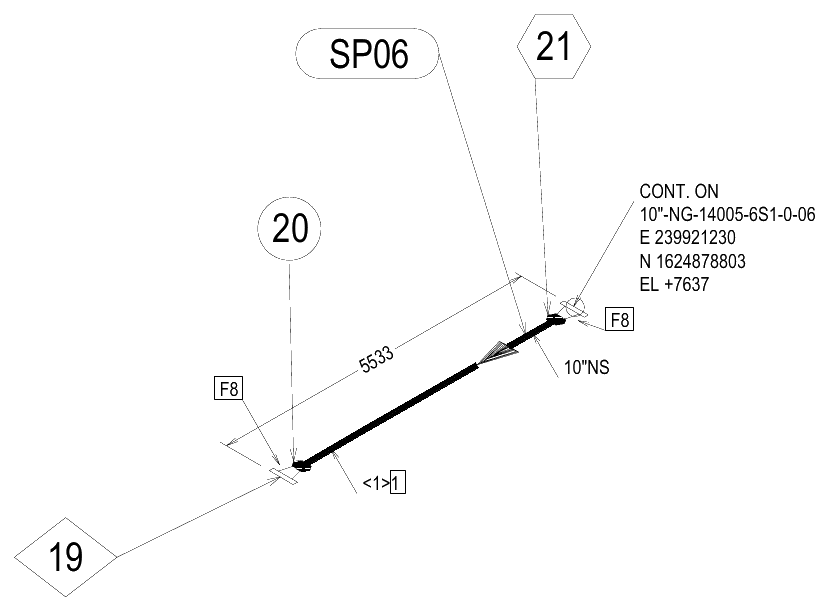 SP06
21
CONT. ON
10"-NG-14005-6S1-0-06
E 239921230
N 1624878803
EL +7637
20
F8
5533
10"NS
F8
<1>1
19